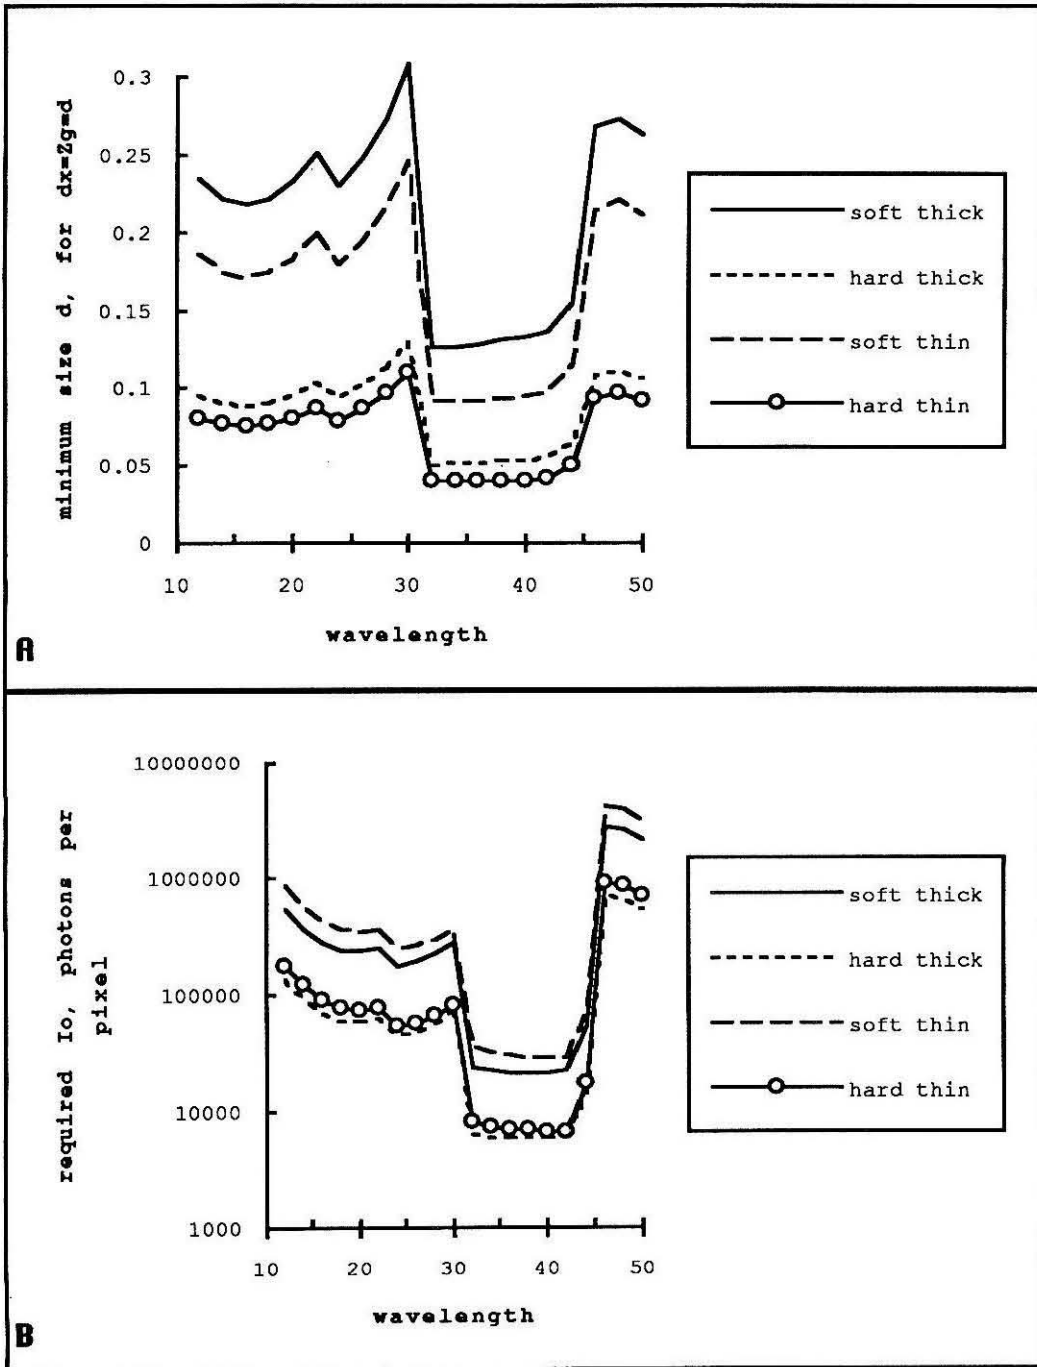 minimum size d, for dx=Zg=d
0.3
0.25
0.2
0.15
0.1
0.05
0
10 20 30 40 50
wavelength
soft thick
hard thick
soft thin
hard thin
A
required Io, photons per
pixel
10000000
1000000
100000
10000
1000
10 20 30 40 50
wavelength
soft thick
hard thick
soft thin
hard thin
B